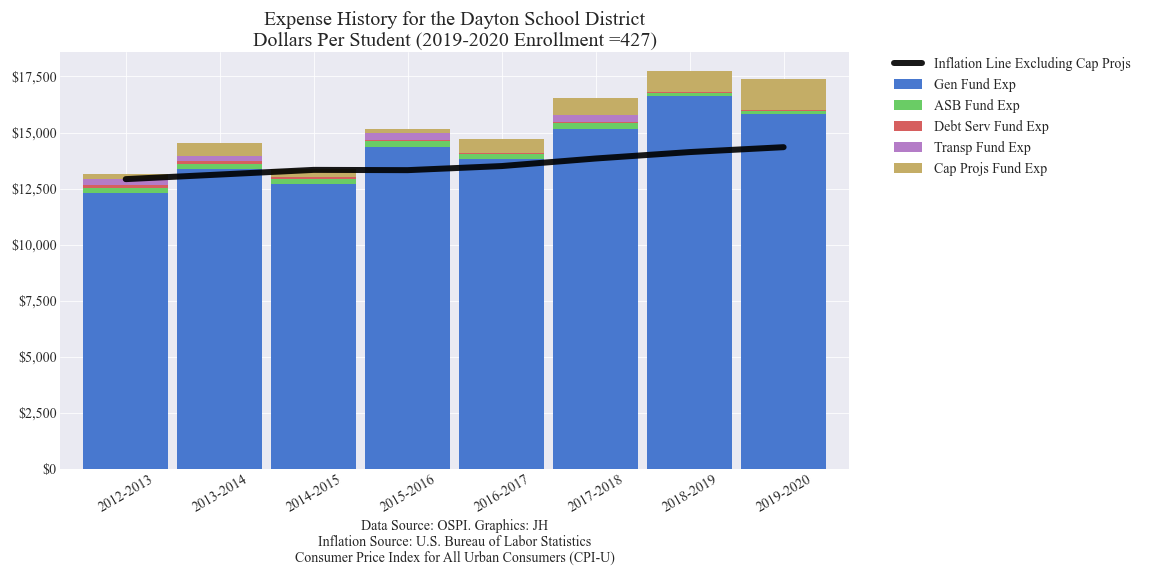 Expense History for the Dayton School District
Dollars Per Student (2019-2020 Enrollment =427)
$17,500
$15,000
$12,500
$10,000
$7,500
$5,000
$2,500
$0
2012-2013
2013-2014
2014-2015
2015-2016
2016-2017
2017-2018
2018-2019
2019-2020
Inflation Line Excluding Cap Projs
Gen Fund Exp
ASB Fund Exp
Debt Serv Fund Exp
Transp Fund Exp
Cap Projs Fund Exp
Data Source: OSPI. Graphics: JH
Inflation Source: U.S. Bureau of Labor Statistics
Consumer Price Index for All Urban Consumers (CPI-U)